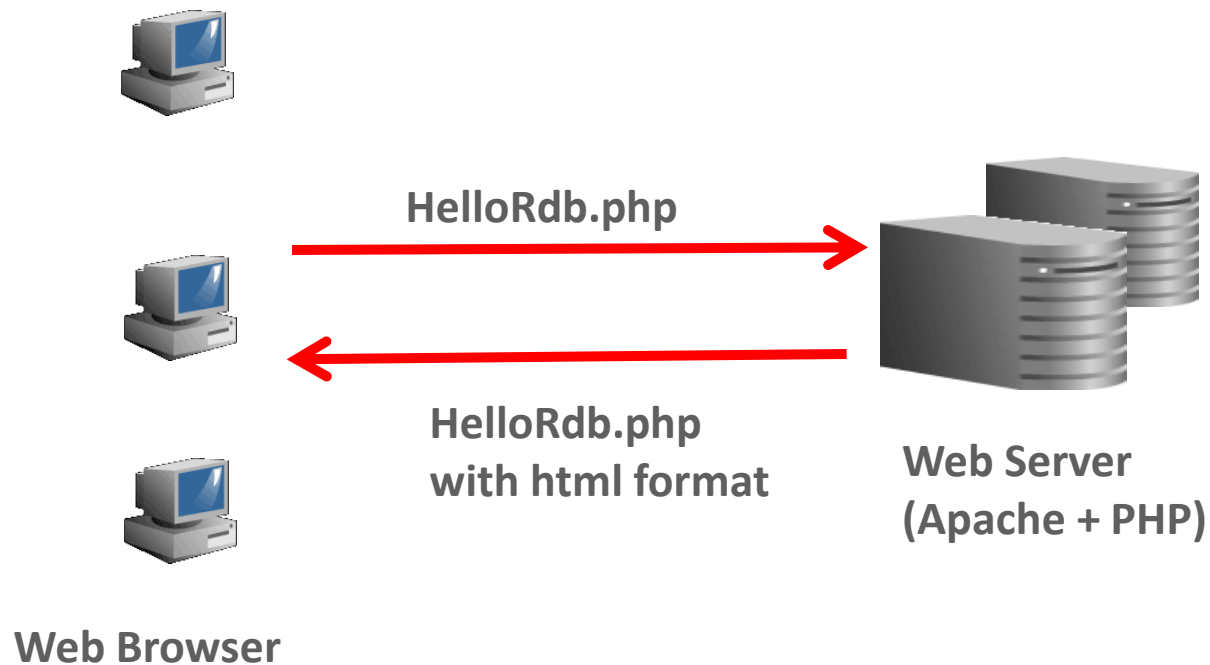 HelloRdb.php
HelloRdb.php
with html format
Web Server
(Apache + PHP)
Web Browser